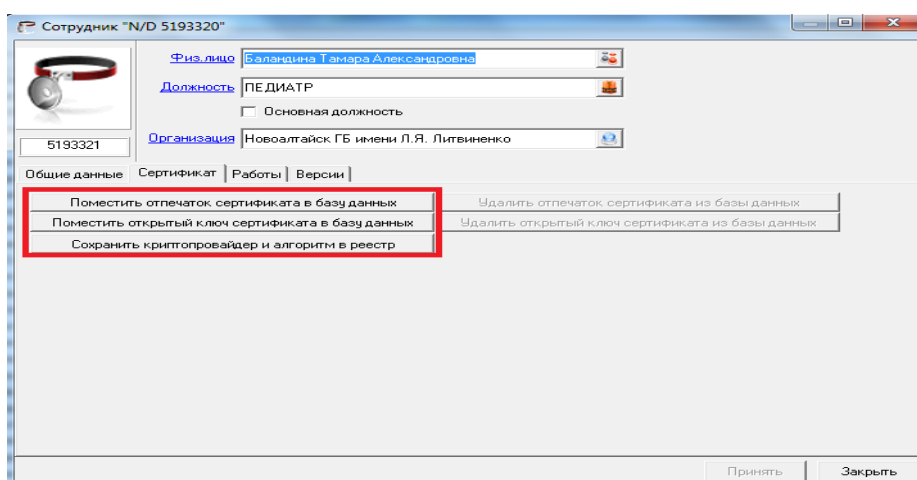 Сотрудник "N/D 5193320"
Физ.лицо Баландина Тамара Александровна
Должность ПЕДИАТР
Основная должность
5193321
Организация Новоалтайск ГБ имени Л.Я. Литвиненко
Общие данные Сертификат Работы Версии
Поместить отпечаток сертификата в базу данных Удалить отпечаток сертификата из базы данных
Поместить открытый ключ сертификата в базу данных Удалить открытый ключ сертификата из базы данных
Сохранить криптопровайдер и алгоритм в реестр
Принять Закрыть